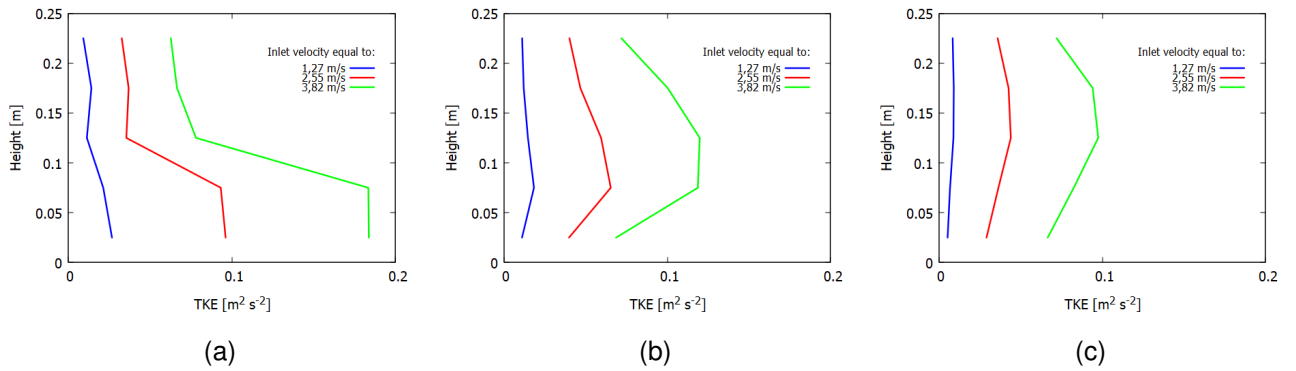 0.25
0.2
0.15
0.1
0.05
0
Height [m]
0
0.1
0.2
TKE [m² s⁻²]
Inlet velocity equal to:
1,27 m/s
2,55 m/s
3,82 m/s
(a)
0.25
0.2
0.15
0.1
0.05
0
Height [m]
0
0.1
0.2
TKE [m² s⁻²]
Inlet velocity equal to:
1,27 m/s
2,55 m/s
3,82 m/s
(b)
0.25
0.2
0.15
0.1
0.05
0
Height [m]
0
0.1
0.2
TKE [m² s⁻²]
Inlet velocity equal to:
1,27 m/s
2,55 m/s
3,82 m/s
(c)